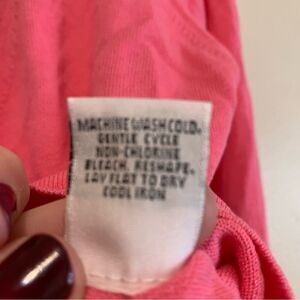 MACHINE WASH COLD.
GENTLE CYCLE
NON-CHLORINE
BLEACH. RESHAPE.
LAY FLAT TO DRY
COOL IRON